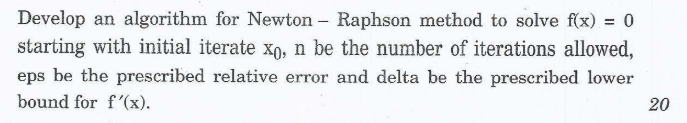 Develop an algorithm for Newton – Raphson method to solve f(x) = 0
starting with initial iterate x₀, n be the number of iterations allowed,
eps be the prescribed relative error and delta be the prescribed lower
bound for f ′(x). 20